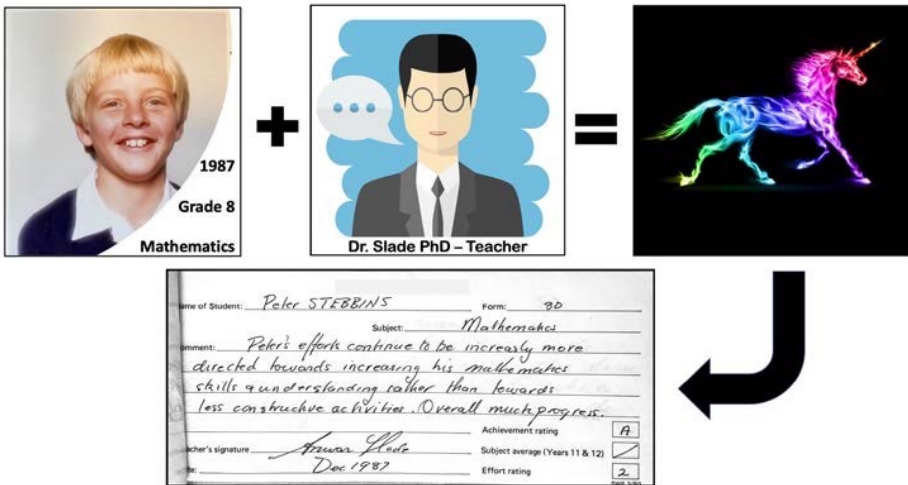 1987
Grade 8
Mathematics
Dr. Slade PhD – Teacher
ame of Student: Peter STEBBINS Form: 8D
Subject: Mathematics
omment: Peter's efforts continue to be increasly more
directed towards increasing his mathematics
skills & understanding rather than towards
less constructive activities. Overall much progress.
Achievement rating A
acher's signature Subject average (Years 11 & 12)
te: Dec 1987 Effort rating 2